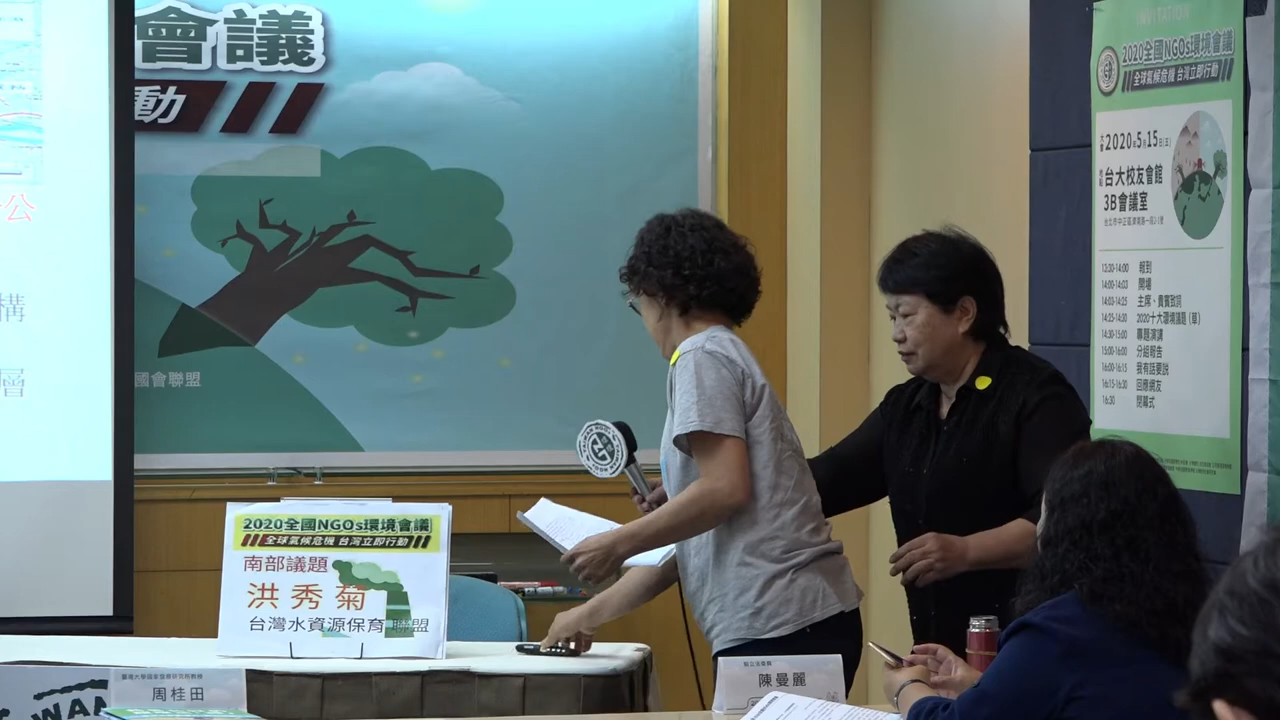 會議
動
公
構
層
國會聯盟
2020全國NGOs環境會議
全球氣候危機 台灣立即行動
南部議題
洪秀菊
台灣水資源保育聯盟
周桂田
陳曼麗
INVITATION
2020全國NGOs環境會議
全球氣候危機 台灣立即行動
大會 2020年5月15日(五)
地點 台大校友會館
3B會議室
13:30-14:00 報到
14:00-14:03 開場
14:03-14:25 主席、貴賓致詞
14:25-14:30 2020十大環境議題(草)
14:30-15:00 專題演講
15:00-16:00 分組報告
16:00-16:15 我有話要說
16:15-16:30 回應網友
16:30 閉幕式